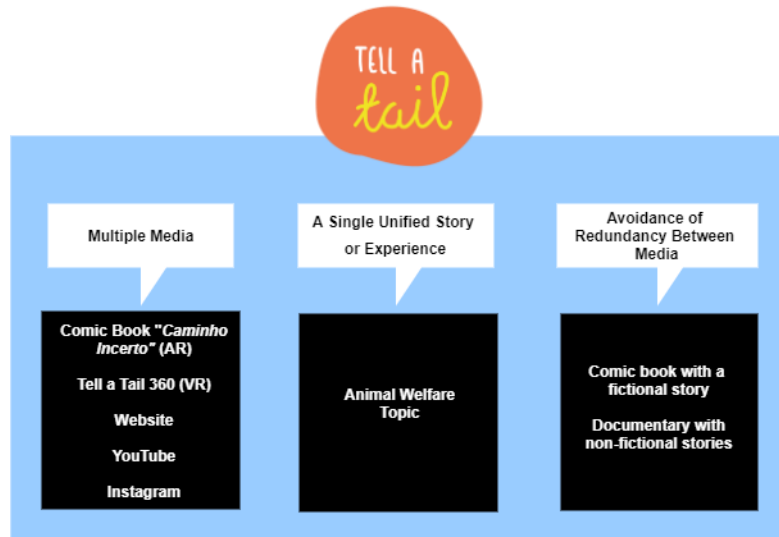 TELL A
tail
Multiple Media
A Single Unified Story
or Experience
Avoidance of
Redundancy Between
Media
Comic Book "Caminho
Incerto" (AR)
Tell a Tail 360 (VR)
Website
YouTube
Instagram
Animal Welfare
Topic
Comic book with a
fictional story
Documentary with
non-fictional stories